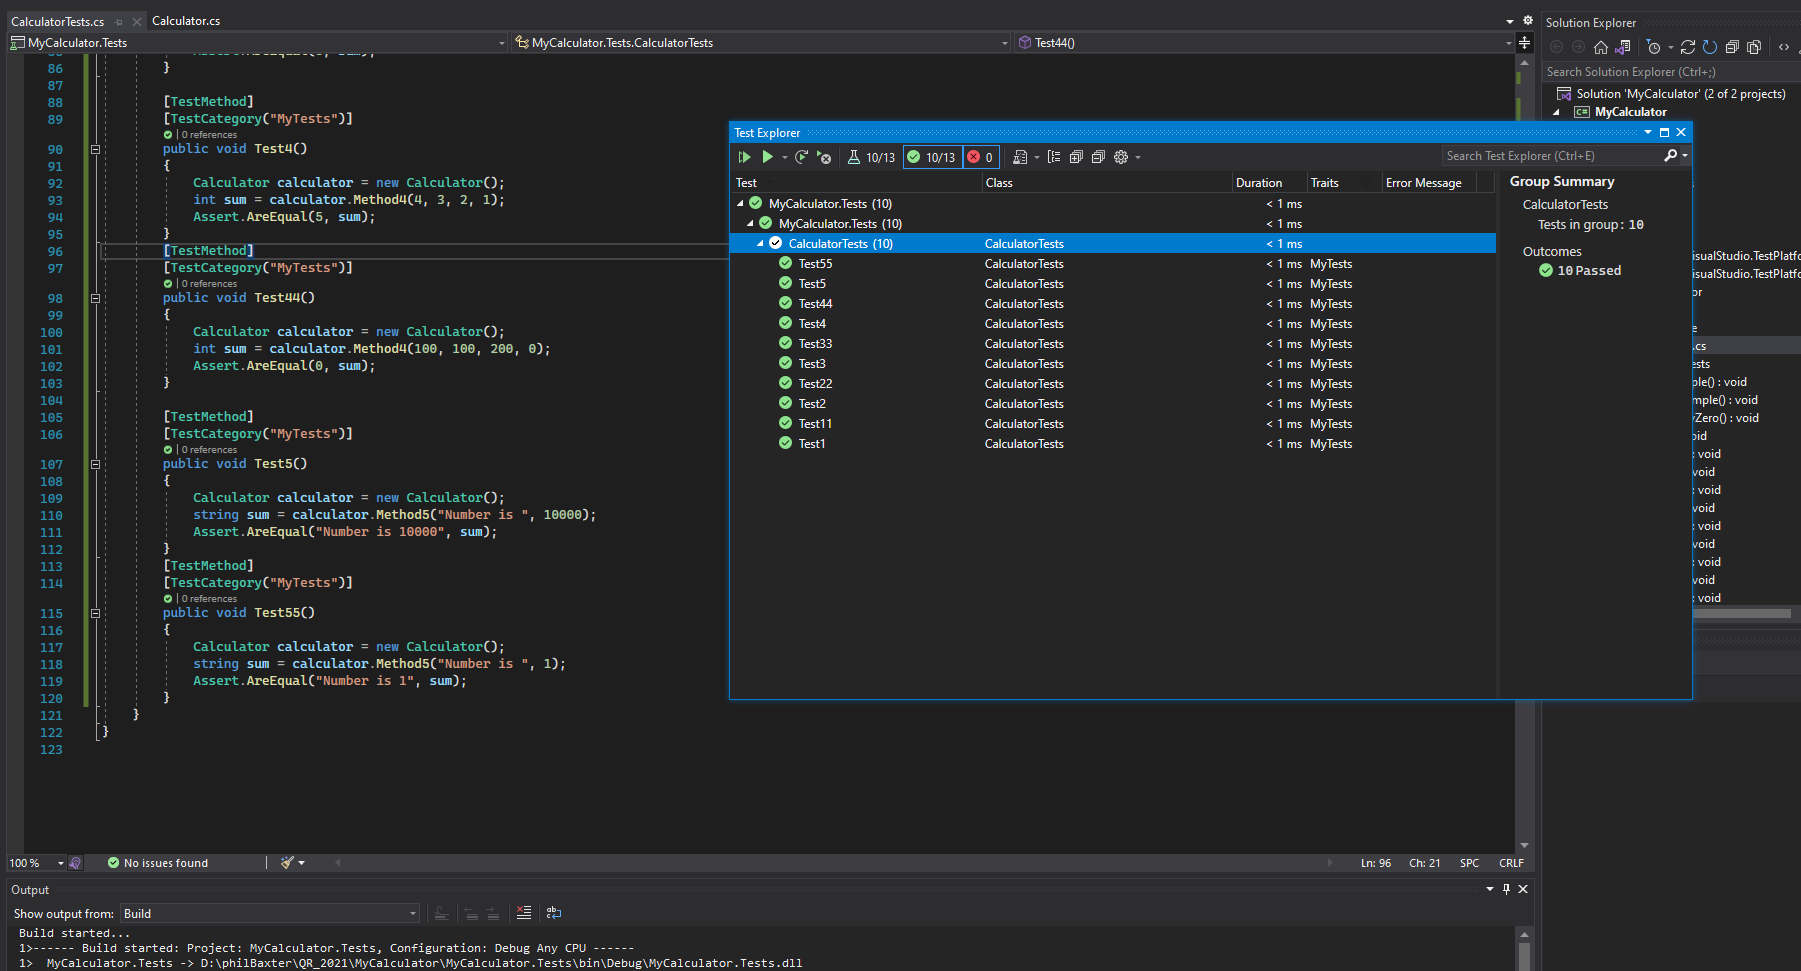 CalculatorTests.cs
Calculator.cs
MyCalculator.Tests
MyCalculator.Tests.CalculatorTests
Test44()
86 }
87
88 [TestMethod]
89 [TestCategory("MyTests")]
| 0 references
90 public void Test4()
91 {
92 Calculator calculator = new Calculator();
93 int sum = calculator.Method4(4, 3, 2, 1);
94 Assert.AreEqual(5, sum);
95 }
96 [TestMethod]
97 [TestCategory("MyTests")]
| 0 references
98 public void Test44()
99 {
100 Calculator calculator = new Calculator();
101 int sum = calculator.Method4(100, 100, 200, 0);
102 Assert.AreEqual(0, sum);
103 }
104
105 [TestMethod]
106 [TestCategory("MyTests")]
| 0 references
107 public void Test5()
108 {
109 Calculator calculator = new Calculator();
110 string sum = calculator.Method5("Number is ", 10000);
111 Assert.AreEqual("Number is 10000", sum);
112 }
113 [TestMethod]
114 [TestCategory("MyTests")]
| 0 references
115 public void Test55()
116 {
117 Calculator calculator = new Calculator();
118 string sum = calculator.Method5("Number is ", 1);
119 Assert.AreEqual("Number is 1", sum);
120 }
121 }
122 }
123
Test Explorer
10/13 10/13 0
Search Test Explorer (Ctrl+E)
Test Class Duration Traits Error Message
MyCalculator.Tests (10) < 1 ms
MyCalculator.Tests (10) < 1 ms
CalculatorTests (10) CalculatorTests < 1 ms
Test55 CalculatorTests < 1 ms MyTests
Test5 CalculatorTests < 1 ms MyTests
Test44 CalculatorTests < 1 ms MyTests
Test4 CalculatorTests < 1 ms MyTests
Test33 CalculatorTests < 1 ms MyTests
Test3 CalculatorTests < 1 ms MyTests
Test22 CalculatorTests < 1 ms MyTests
Test2 CalculatorTests < 1 ms MyTests
Test11 CalculatorTests < 1 ms MyTests
Test1 CalculatorTests < 1 ms MyTests
Group Summary
CalculatorTests
Tests in group: 10
Outcomes
10 Passed
Solution Explorer
Search Solution Explorer (Ctrl+;)
Solution 'MyCalculator' (2 of 2 projects)
C# MyCalculator
isualStudio.TestPlatfo
isualStudio.TestPlatfo
or
e
.cs
ests
ple() : void
mple() : void
yZero() : void
oid
: void
void
: void
void
: void
void
: void
void
: void
100 %
No issues found
Ln: 96 Ch: 21 SPC CRLF
Output
Show output from: Build
Build started...
1>------ Build started: Project: MyCalculator.Tests, Configuration: Debug Any CPU ------
1> MyCalculator.Tests -> D:\philBaxter\QR_2021\MyCalculator\MyCalculator.Tests\bin\Debug\MyCalculator.Tests.dll